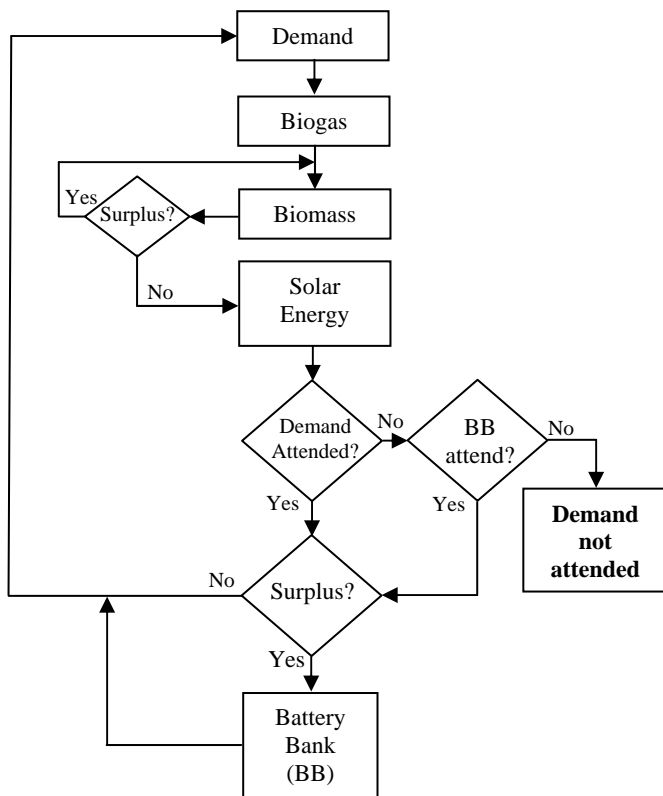 Demand
Biogas
Yes
Surplus?
Biomass
No
Solar
Energy
Demand
Attended?
No
BB
attend?
No
Yes
Yes
Demand
not
attended
No
Surplus?
Yes
Battery
Bank
(BB)